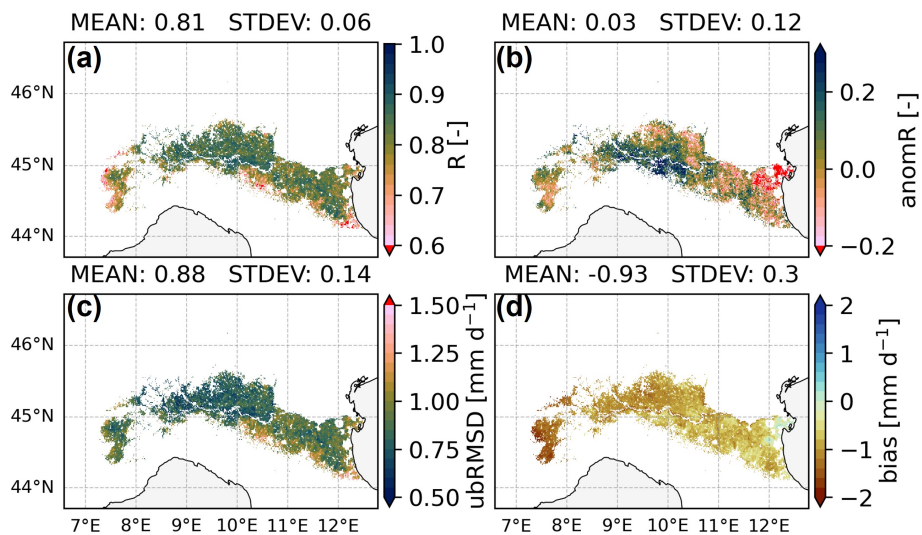 MEAN: 0.81 STDEV: 0.06
MEAN: 0.03 STDEV: 0.12
(a)
46°N
45°N
44°N
1.0
0.9
0.8
0.7
0.6
R [-]
(b)
0.2
0.0
−0.2
anomR [-]
MEAN: 0.88 STDEV: 0.14
MEAN: -0.93 STDEV: 0.3
(c)
46°N
45°N
44°N
7°E 8°E 9°E 10°E 11°E 12°E
1.50
1.25
1.00
0.75
0.50
ubRMSD [mm d⁻¹]
(d)
7°E 8°E 9°E 10°E 11°E 12°E
2
1
0
−1
−2
bias [mm d⁻¹]